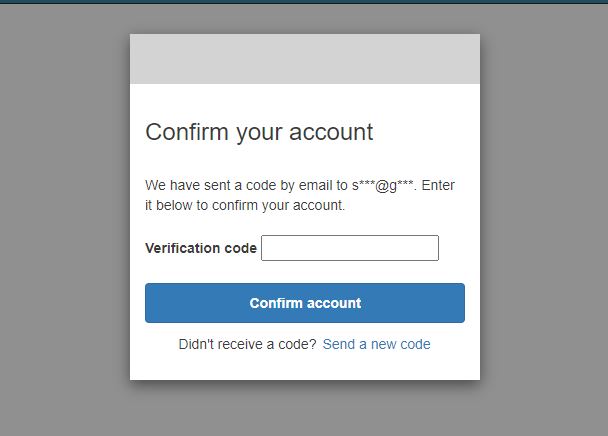 Confirm your account
We have sent a code by email to s***@g***. Enter
it below to confirm your account.
Verification code
Confirm account
Didn't receive a code? Send a new code